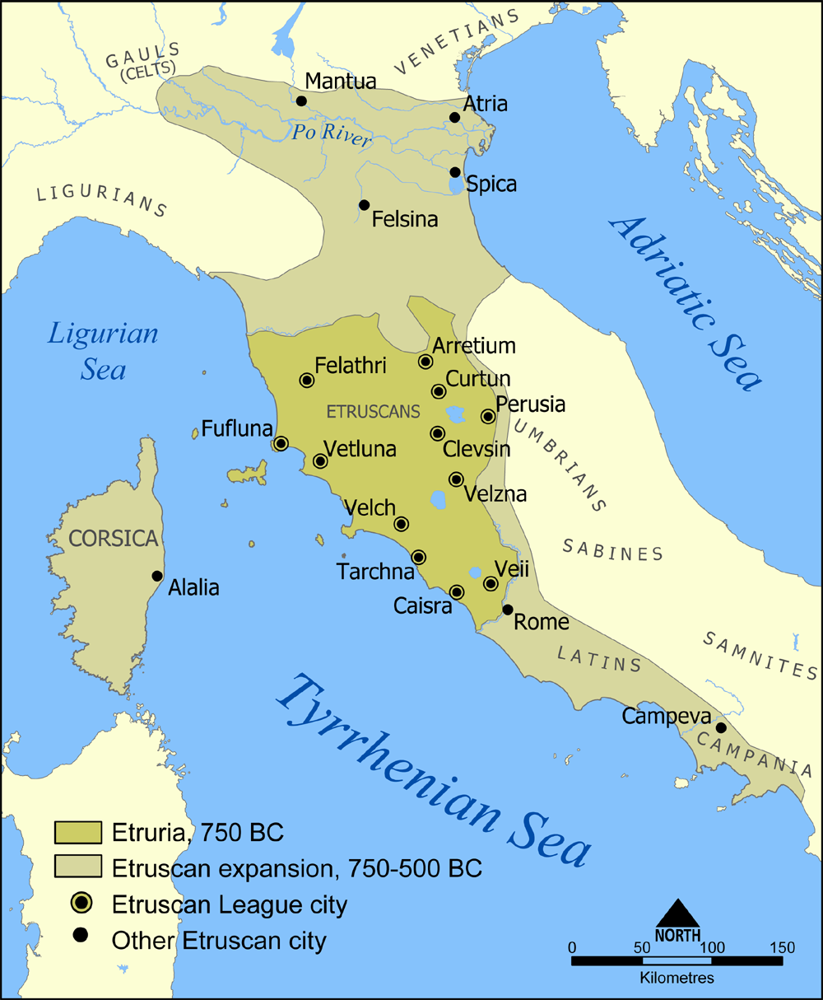 GAULS
(CELTS)
VENETIANS
Mantua
Atria
Po River
Spica
LIGURIANS
Felsina
Adriatic Sea
Ligurian
Sea
Arretium
Felathri
Curtun
ETRUSCANS
Perusia
Fufluna
UMBRIANS
Vetluna
Clevsin
Velzna
Velch
CORSICA
SABINES
Tarchna
Veii
Alalia
Caisra
Rome
LATINS
SAMNITES
Tyrrhenian Sea
Campeva
CAMPANIA
Etruria, 750 BC
Etruscan expansion, 750-500 BC
Etruscan League city
Other Etruscan city
NORTH
0 50 100 150
Kilometres